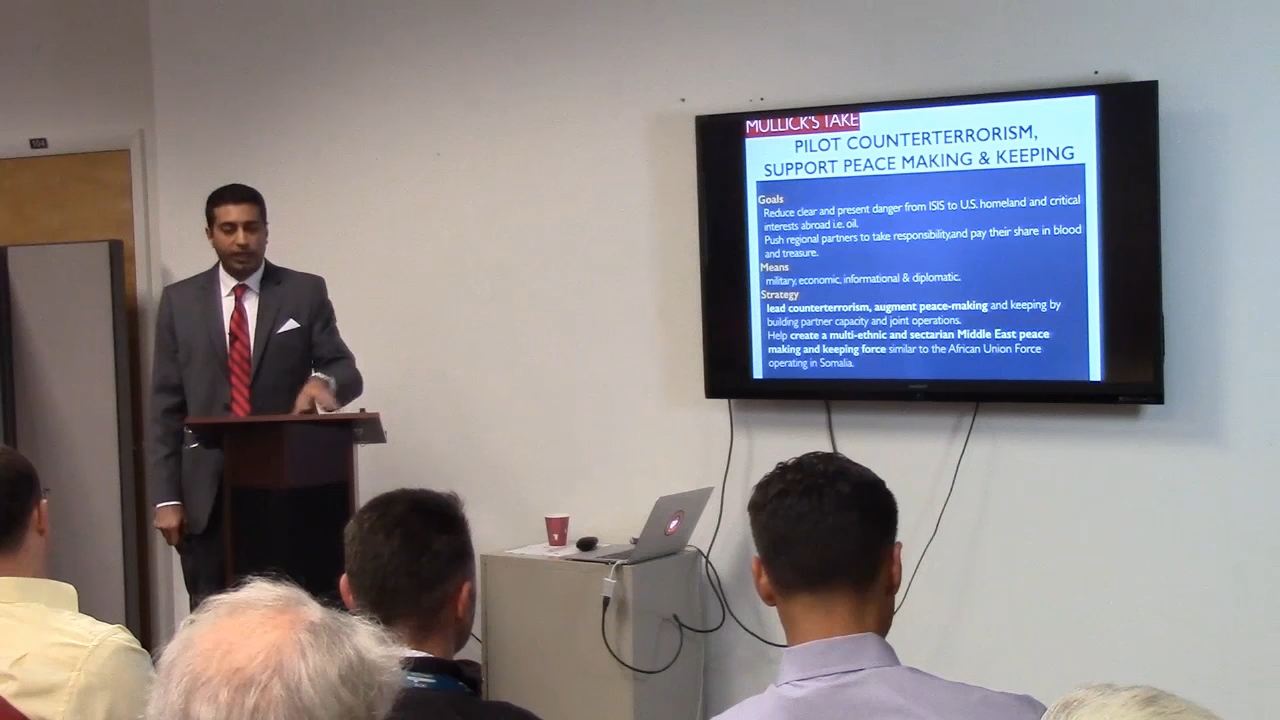 104
MULLICK'S TAKE
PILOT COUNTERTERRORISM,
SUPPORT PEACE MAKING & KEEPING
Goals
Reduce clear and present danger from ISIS to U.S. homeland and critical
interests abroad i.e. oil.
Push regional partners to take responsibility,and pay their share in blood
and treasure.
Means
military, economic, informational & diplomatic.
Strategy
lead counterterrorism, augment peace-making and keeping by
building partner capacity and joint operations.
Help create a multi-ethnic and sectarian Middle East peace
making and keeping force similar to the African Union Force
operating in Somalia.